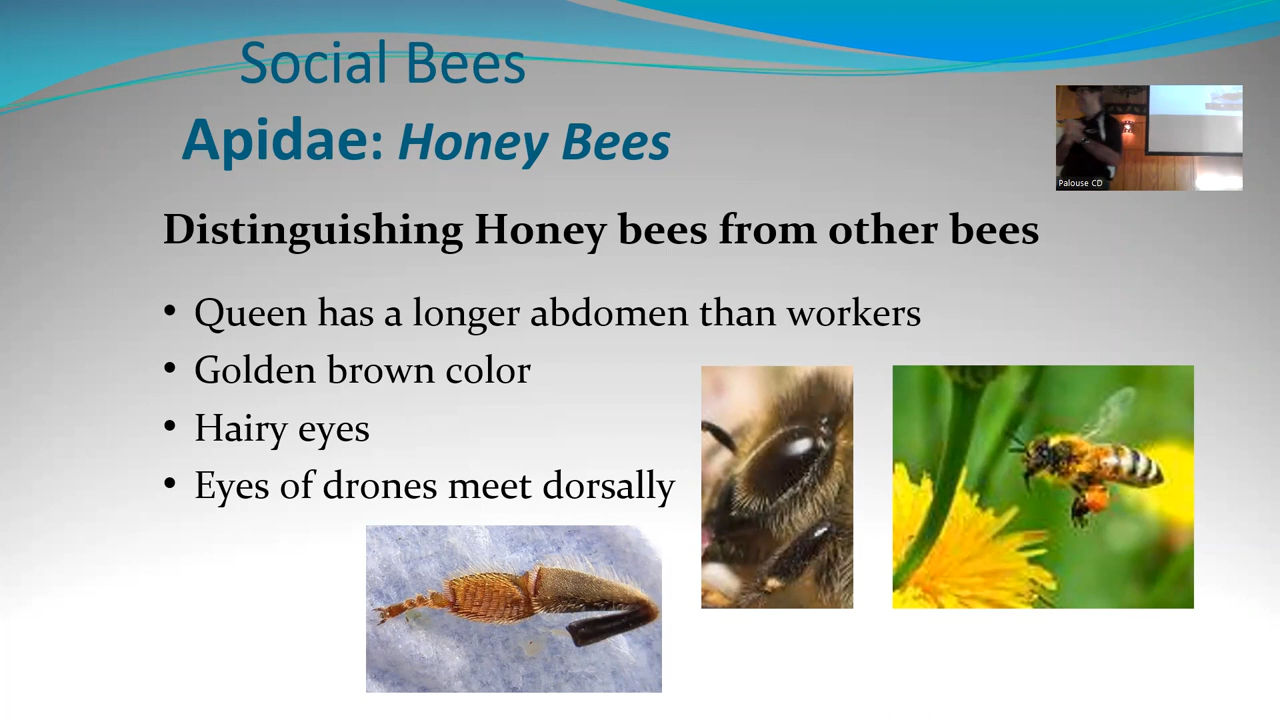 Social Bees
Apidae: Honey Bees
Palouse CD
Distinguishing Honey bees from other bees
• Queen has a longer abdomen than workers
• Golden brown color
• Hairy eyes
• Eyes of drones meet dorsally